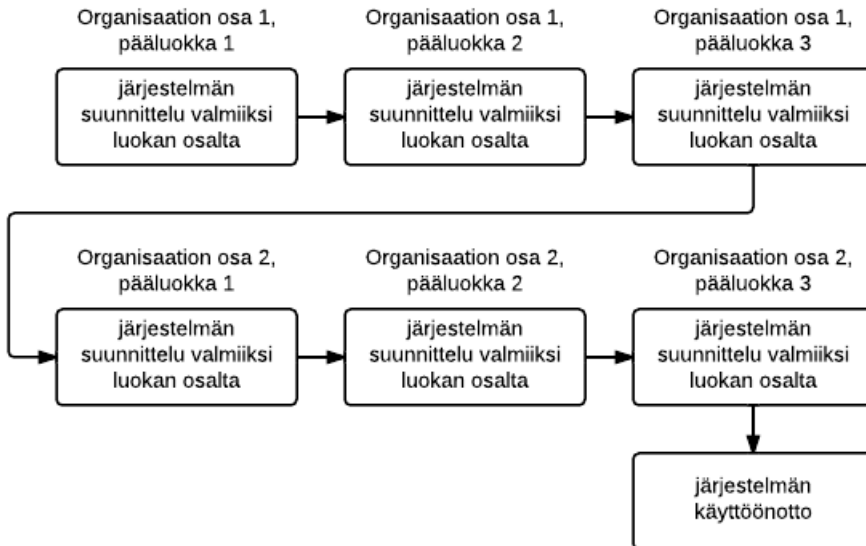 Organisaation osa 1,
pääluokka 1
Organisaation osa 1,
pääluokka 2
Organisaation osa 1,
pääluokka 3
järjestelmän
suunnittelu valmiiksi
luokan osalta
järjestelmän
suunnittelu valmiiksi
luokan osalta
järjestelmän
suunnittelu valmiiksi
luokan osalta
Organisaation osa 2,
pääluokka 1
Organisaation osa 2,
pääluokka 2
Organisaation osa 2,
pääluokka 3
järjestelmän
suunnittelu valmiiksi
luokan osalta
järjestelmän
suunnittelu valmiiksi
luokan osalta
järjestelmän
suunnittelu valmiiksi
luokan osalta
järjestelmän
käyttöönotto